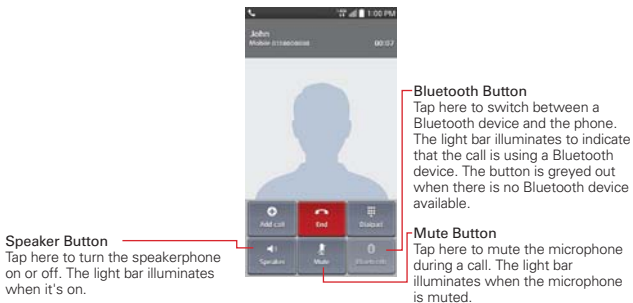 1:00 PM
John
Mobile 01588086098
00:07
Add call
End
Dialpad
Speaker
Mute
Bluetooth
Bluetooth Button
Tap here to switch between a
Bluetooth device and the phone.
The light bar illuminates to indicate
that the call is using a Bluetooth
device. The button is greyed out
when there is no Bluetooth device
available.
Mute Button
Tap here to mute the microphone
during a call. The light bar
illuminates when the microphone
is muted.
Speaker Button
Tap here to turn the speakerphone
on or off. The light bar illuminates
when it's on.